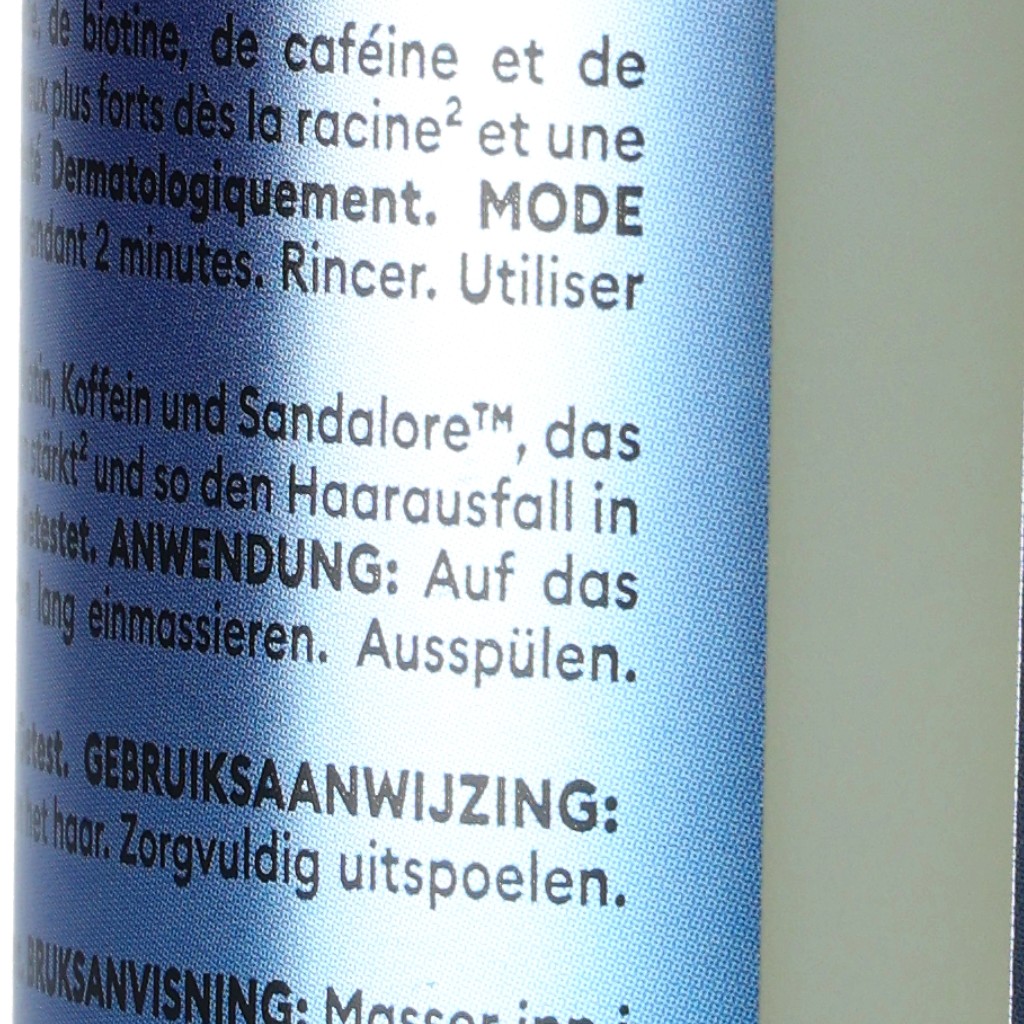 de biotine, de caféine et de
plus forts dès la racine² et une
Dermatologiquement. MODE
2 minutes. Rincer. Utiliser
Koffein und Sandalore™, das
stärkt² und so den Haarausfall in
getestet. ANWENDUNG: Auf das
lang einmassieren. Ausspülen.
GEBRUIKSAANWIJZING:
het haar. Zorgvuldig uitspoelen.
BRUKSANVISNING: Masser inn i